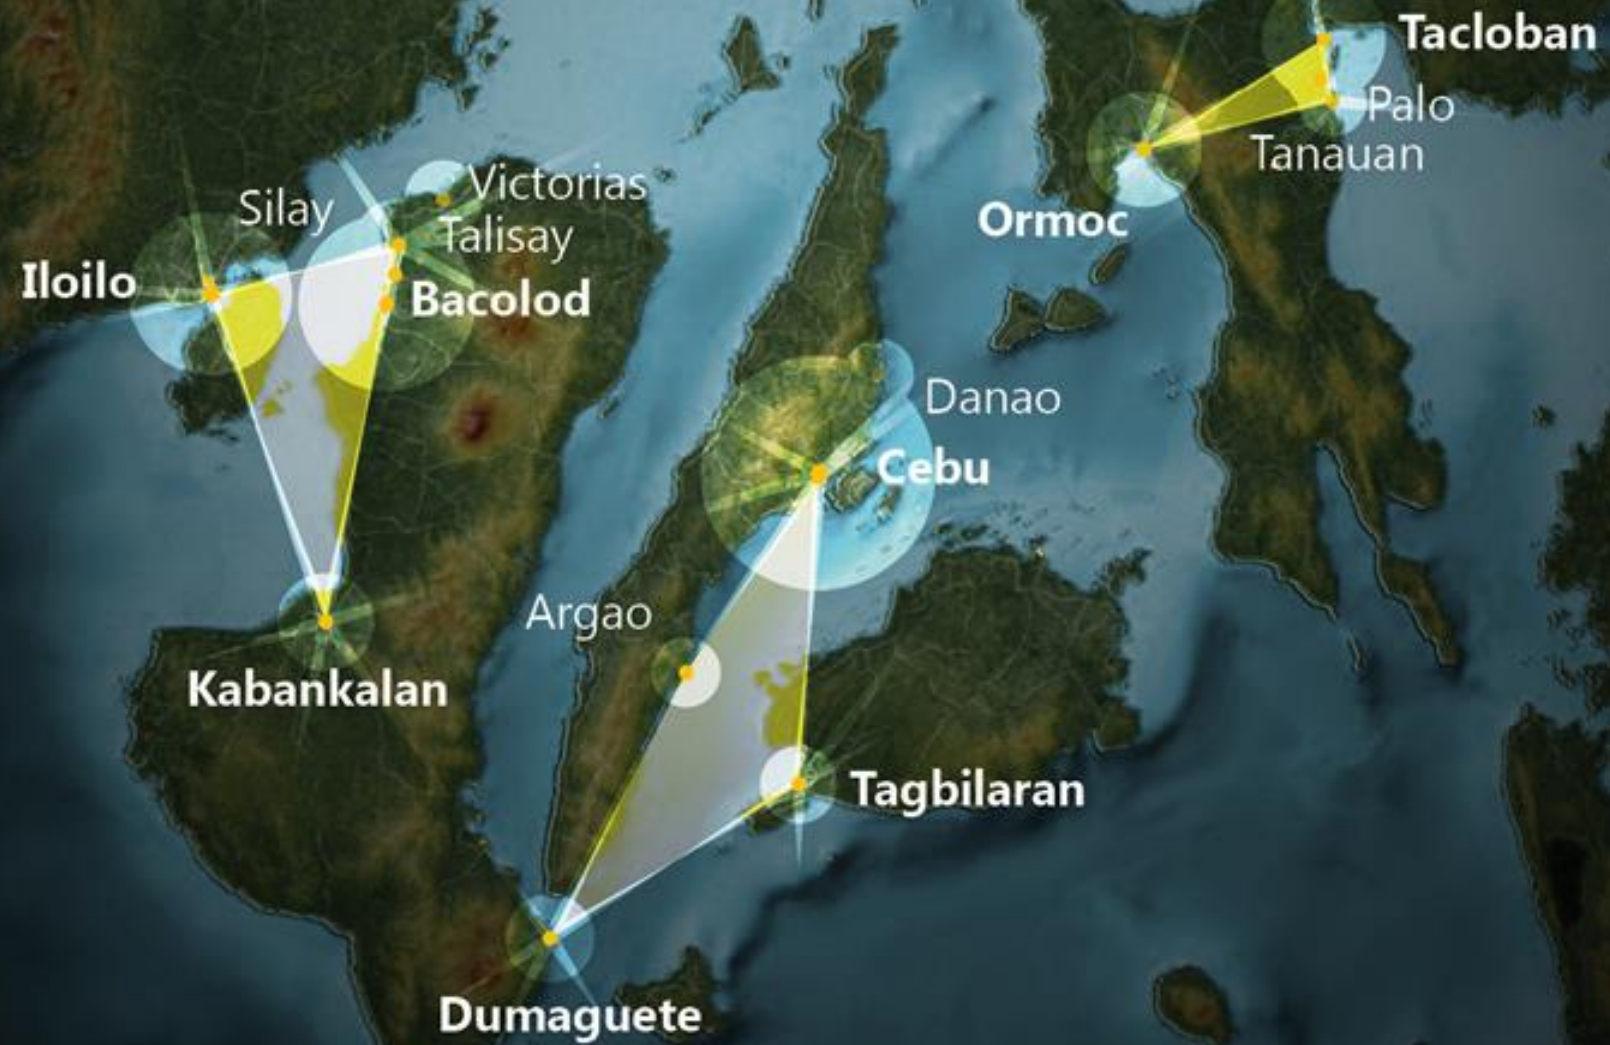 Tacloban
Palo
Tanauan
Ormoc
Victorias
Silay
Talisay
Iloilo
Bacolod
Danao
Cebu
Argao
Kabankalan
Tagbilaran
Dumaguete